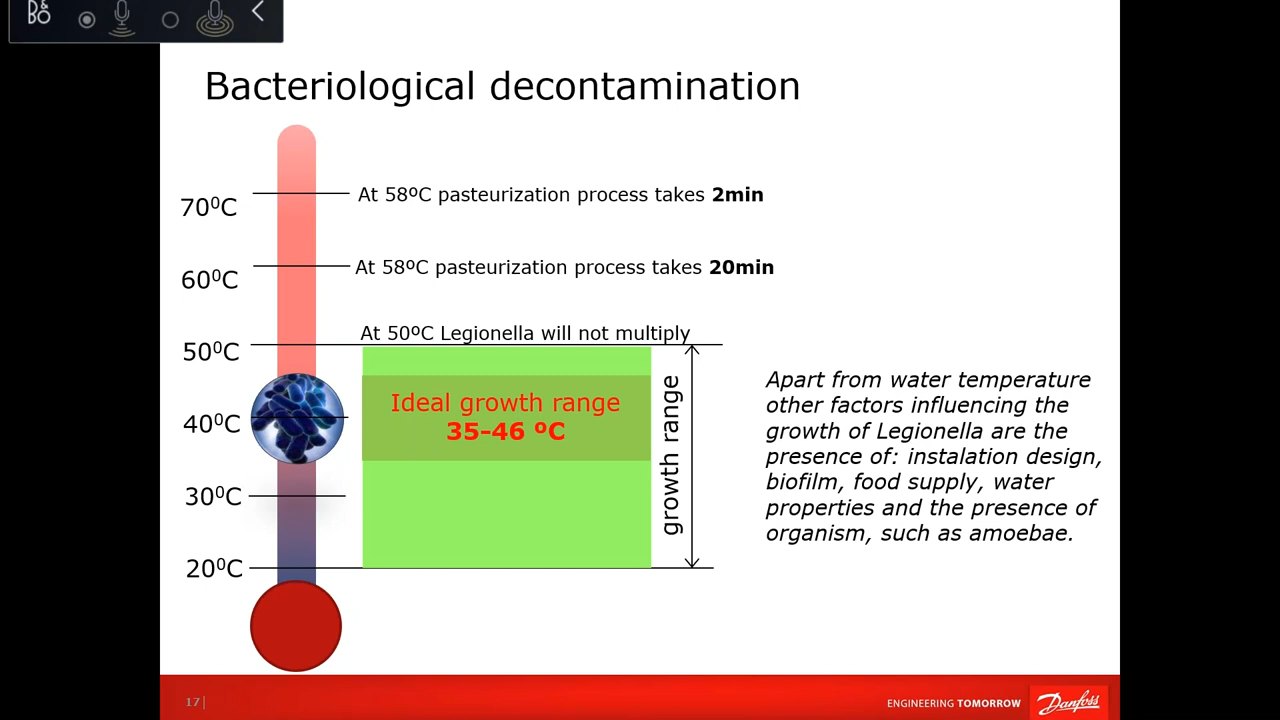 D&BO
Bacteriological decontamination
70⁰C
At 58ºC pasteurization process takes 2min
60⁰C
At 58ºC pasteurization process takes 20min
At 50ºC Legionella will not multiply
50⁰C
Ideal growth range
35-46 ºC
40⁰C
growth range
30⁰C
20⁰C
Apart from water temperature
other factors influencing the
growth of Legionella are the
presence of: instalation design,
biofilm, food supply, water
properties and the presence of
organism, such as amoebae.
17|
ENGINEERING TOMORROW
Danfoss